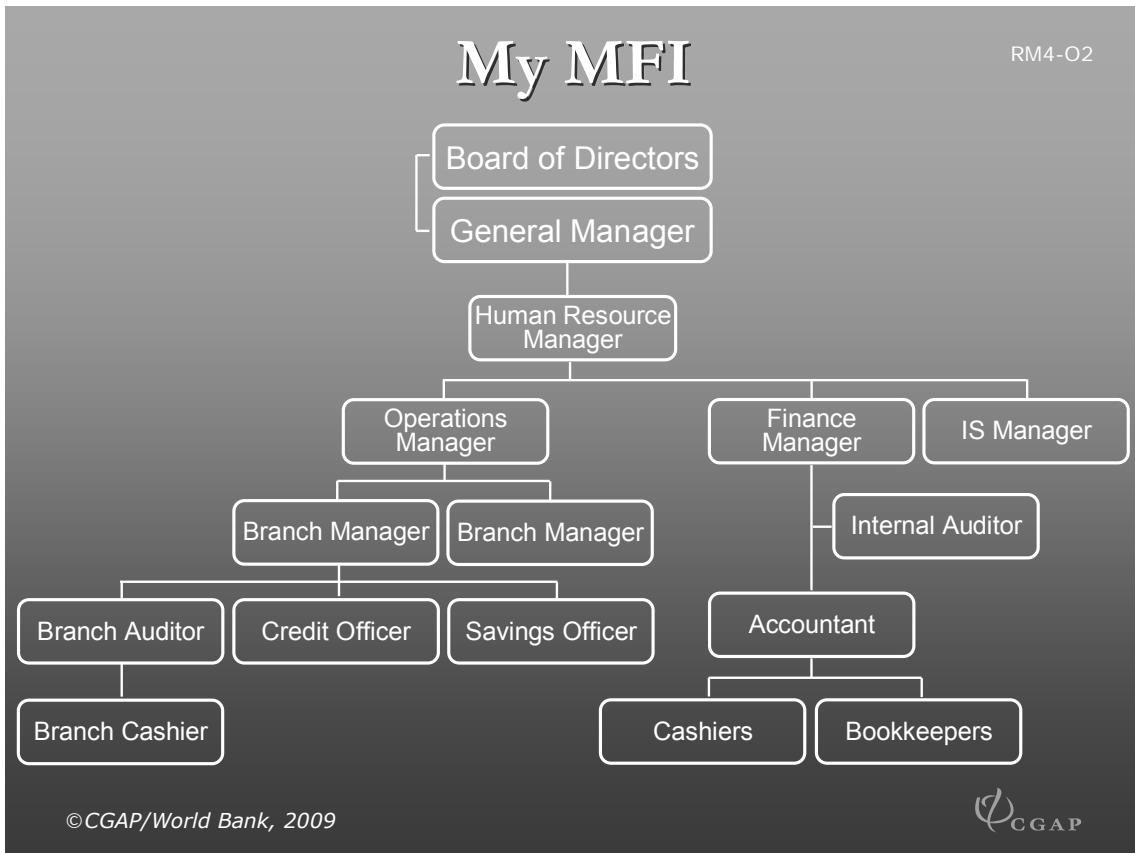 My MFI
RM4-O2
Board of Directors
General Manager
Human Resource
Manager
Operations
Manager
Finance
Manager
IS Manager
Branch Manager
Branch Manager
Internal Auditor
Branch Auditor
Credit Officer
Savings Officer
Accountant
Branch Cashier
Cashiers
Bookkeepers
©CGAP/World Bank, 2009
CGAP